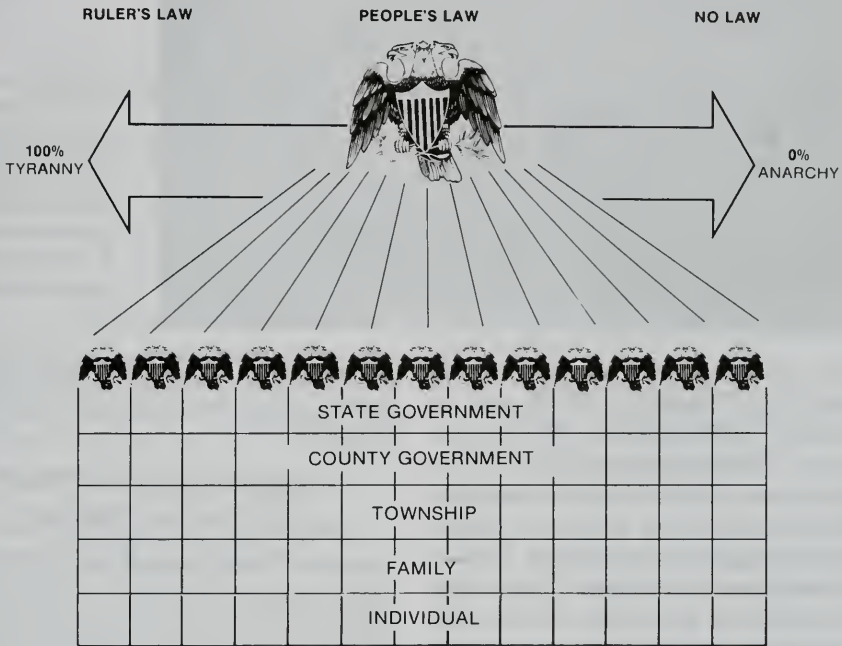 RULER'S LAW
PEOPLE'S LAW
NO LAW
100%
TYRANNY
0%
ANARCHY
STATE GOVERNMENT
COUNTY GOVERNMENT
TOWNSHIP
FAMILY
INDIVIDUAL